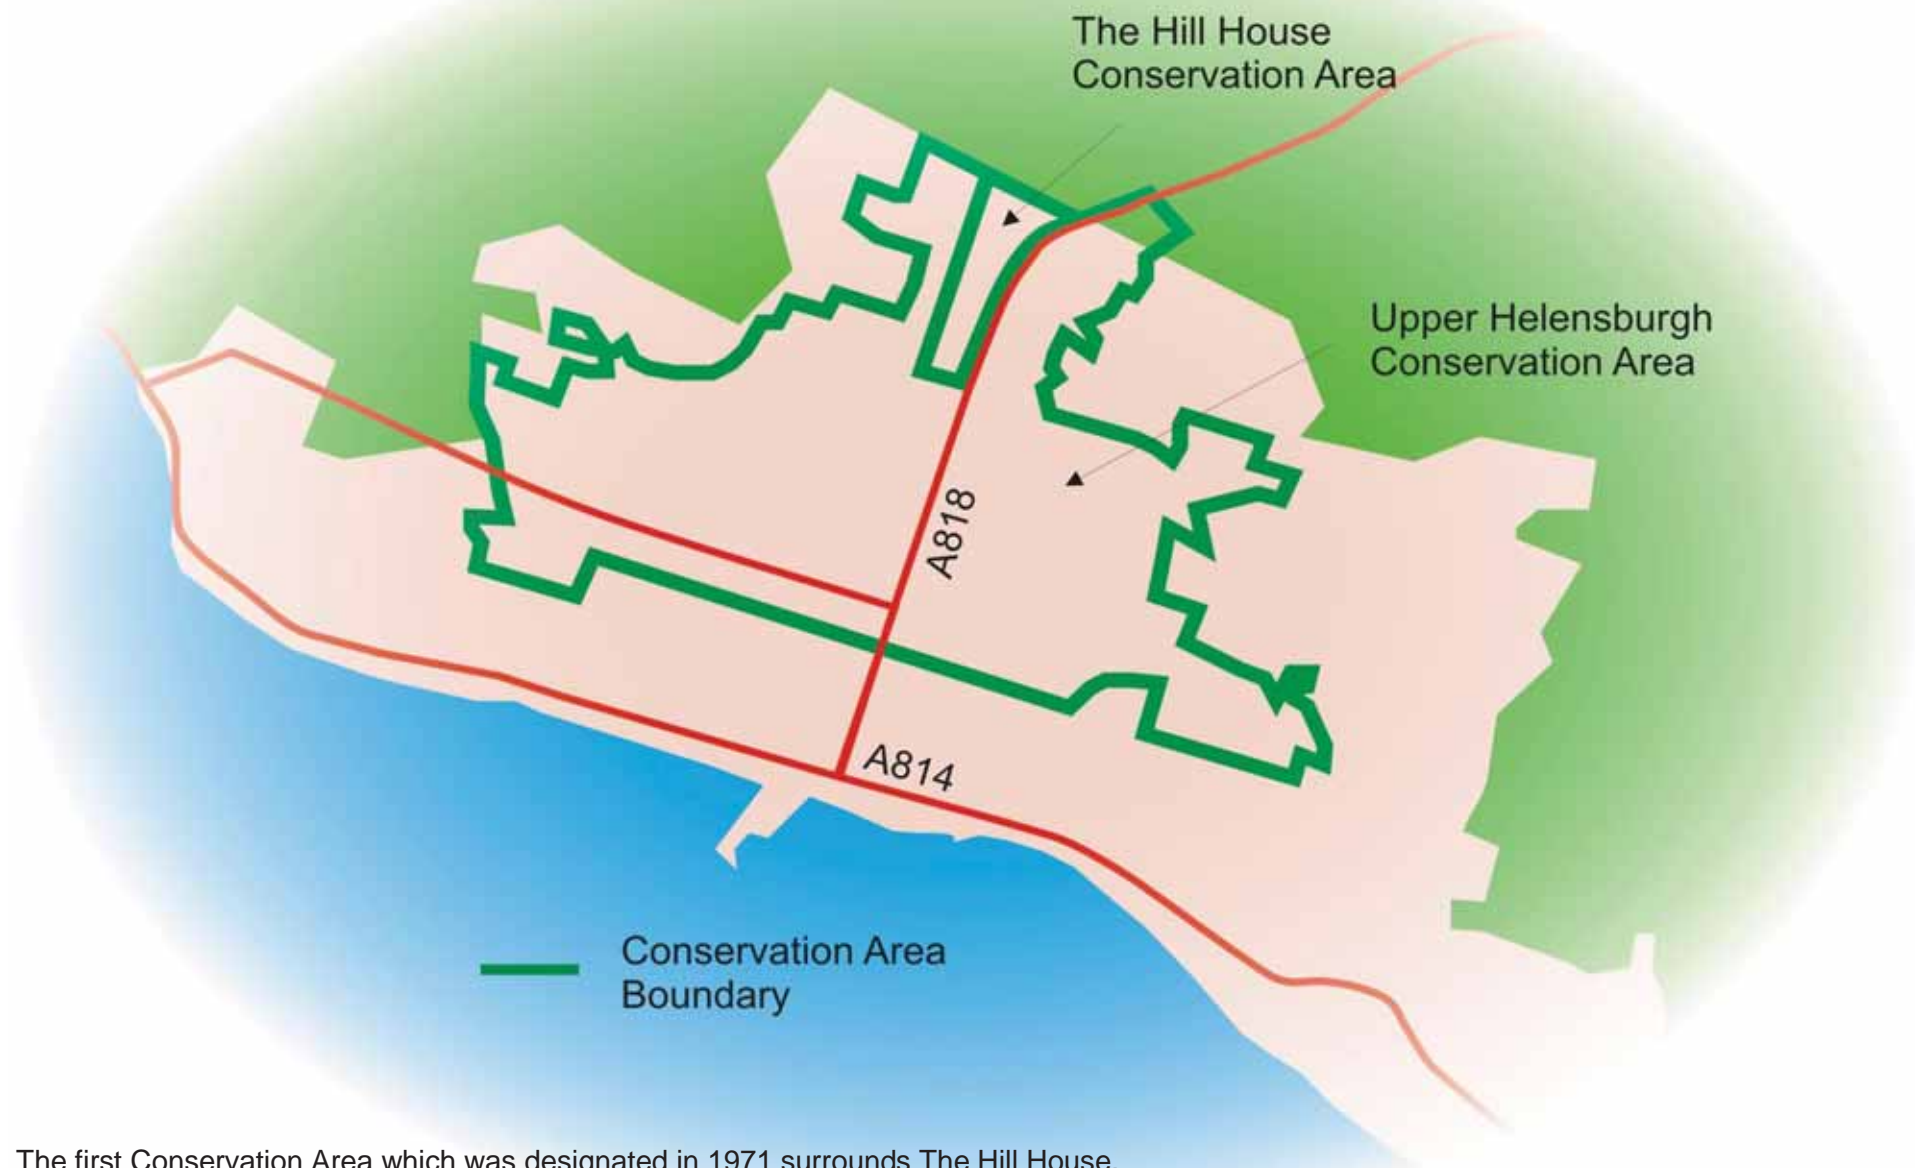 The Hill House
Conservation Area
Upper Helensburgh
Conservation Area
A818
A814
Conservation Area
Boundary
The first Conservation Area which was designated in 1971 surrounds The Hill House.